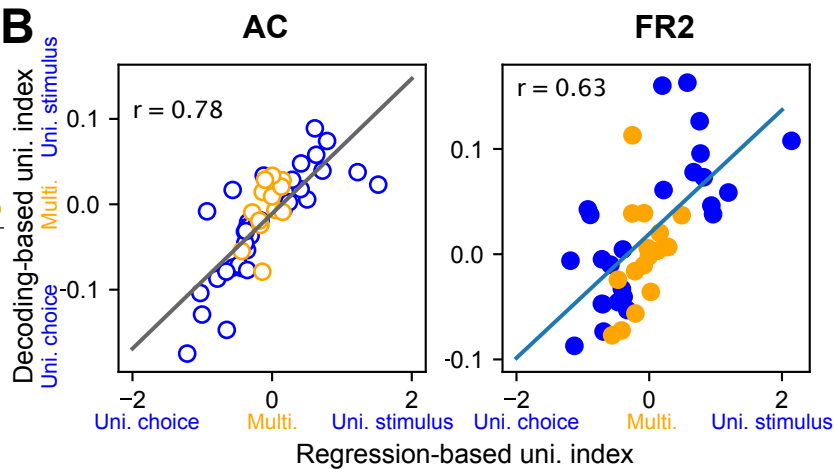 B
AC
FR2
Decoding-based uni. index
Uni. choice
Multi.
Uni. stimulus
r = 0.78
0.1
0.0
-0.1
−2
0
2
Uni. choice
Multi.
Uni. stimulus
r = 0.63
0.1
0.0
-0.1
−2
0
2
Uni. choice
Multi.
Uni. stimulus
Regression-based uni. index